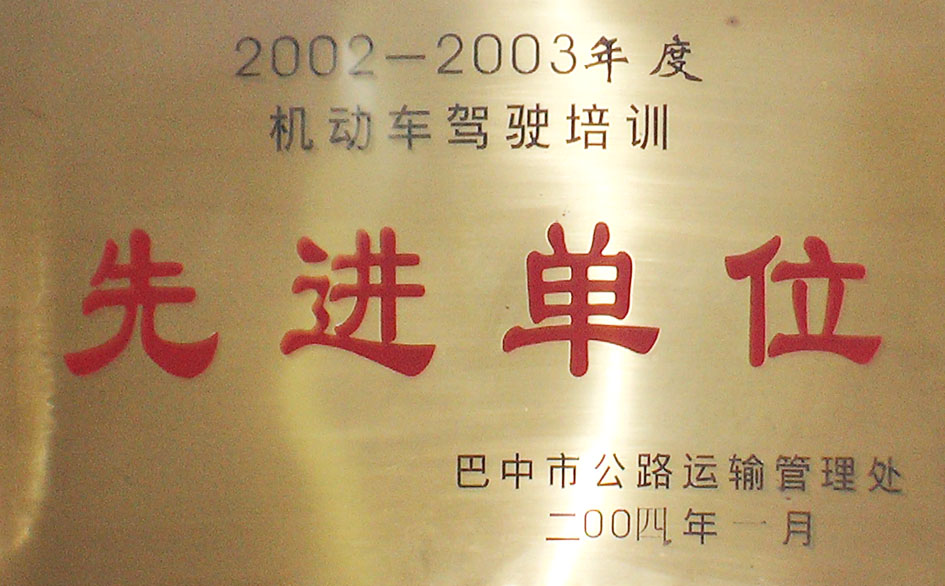 2002—2003年度
机动车驾驶培训
先进单位
巴中市公路运输管理处
二00四年一月